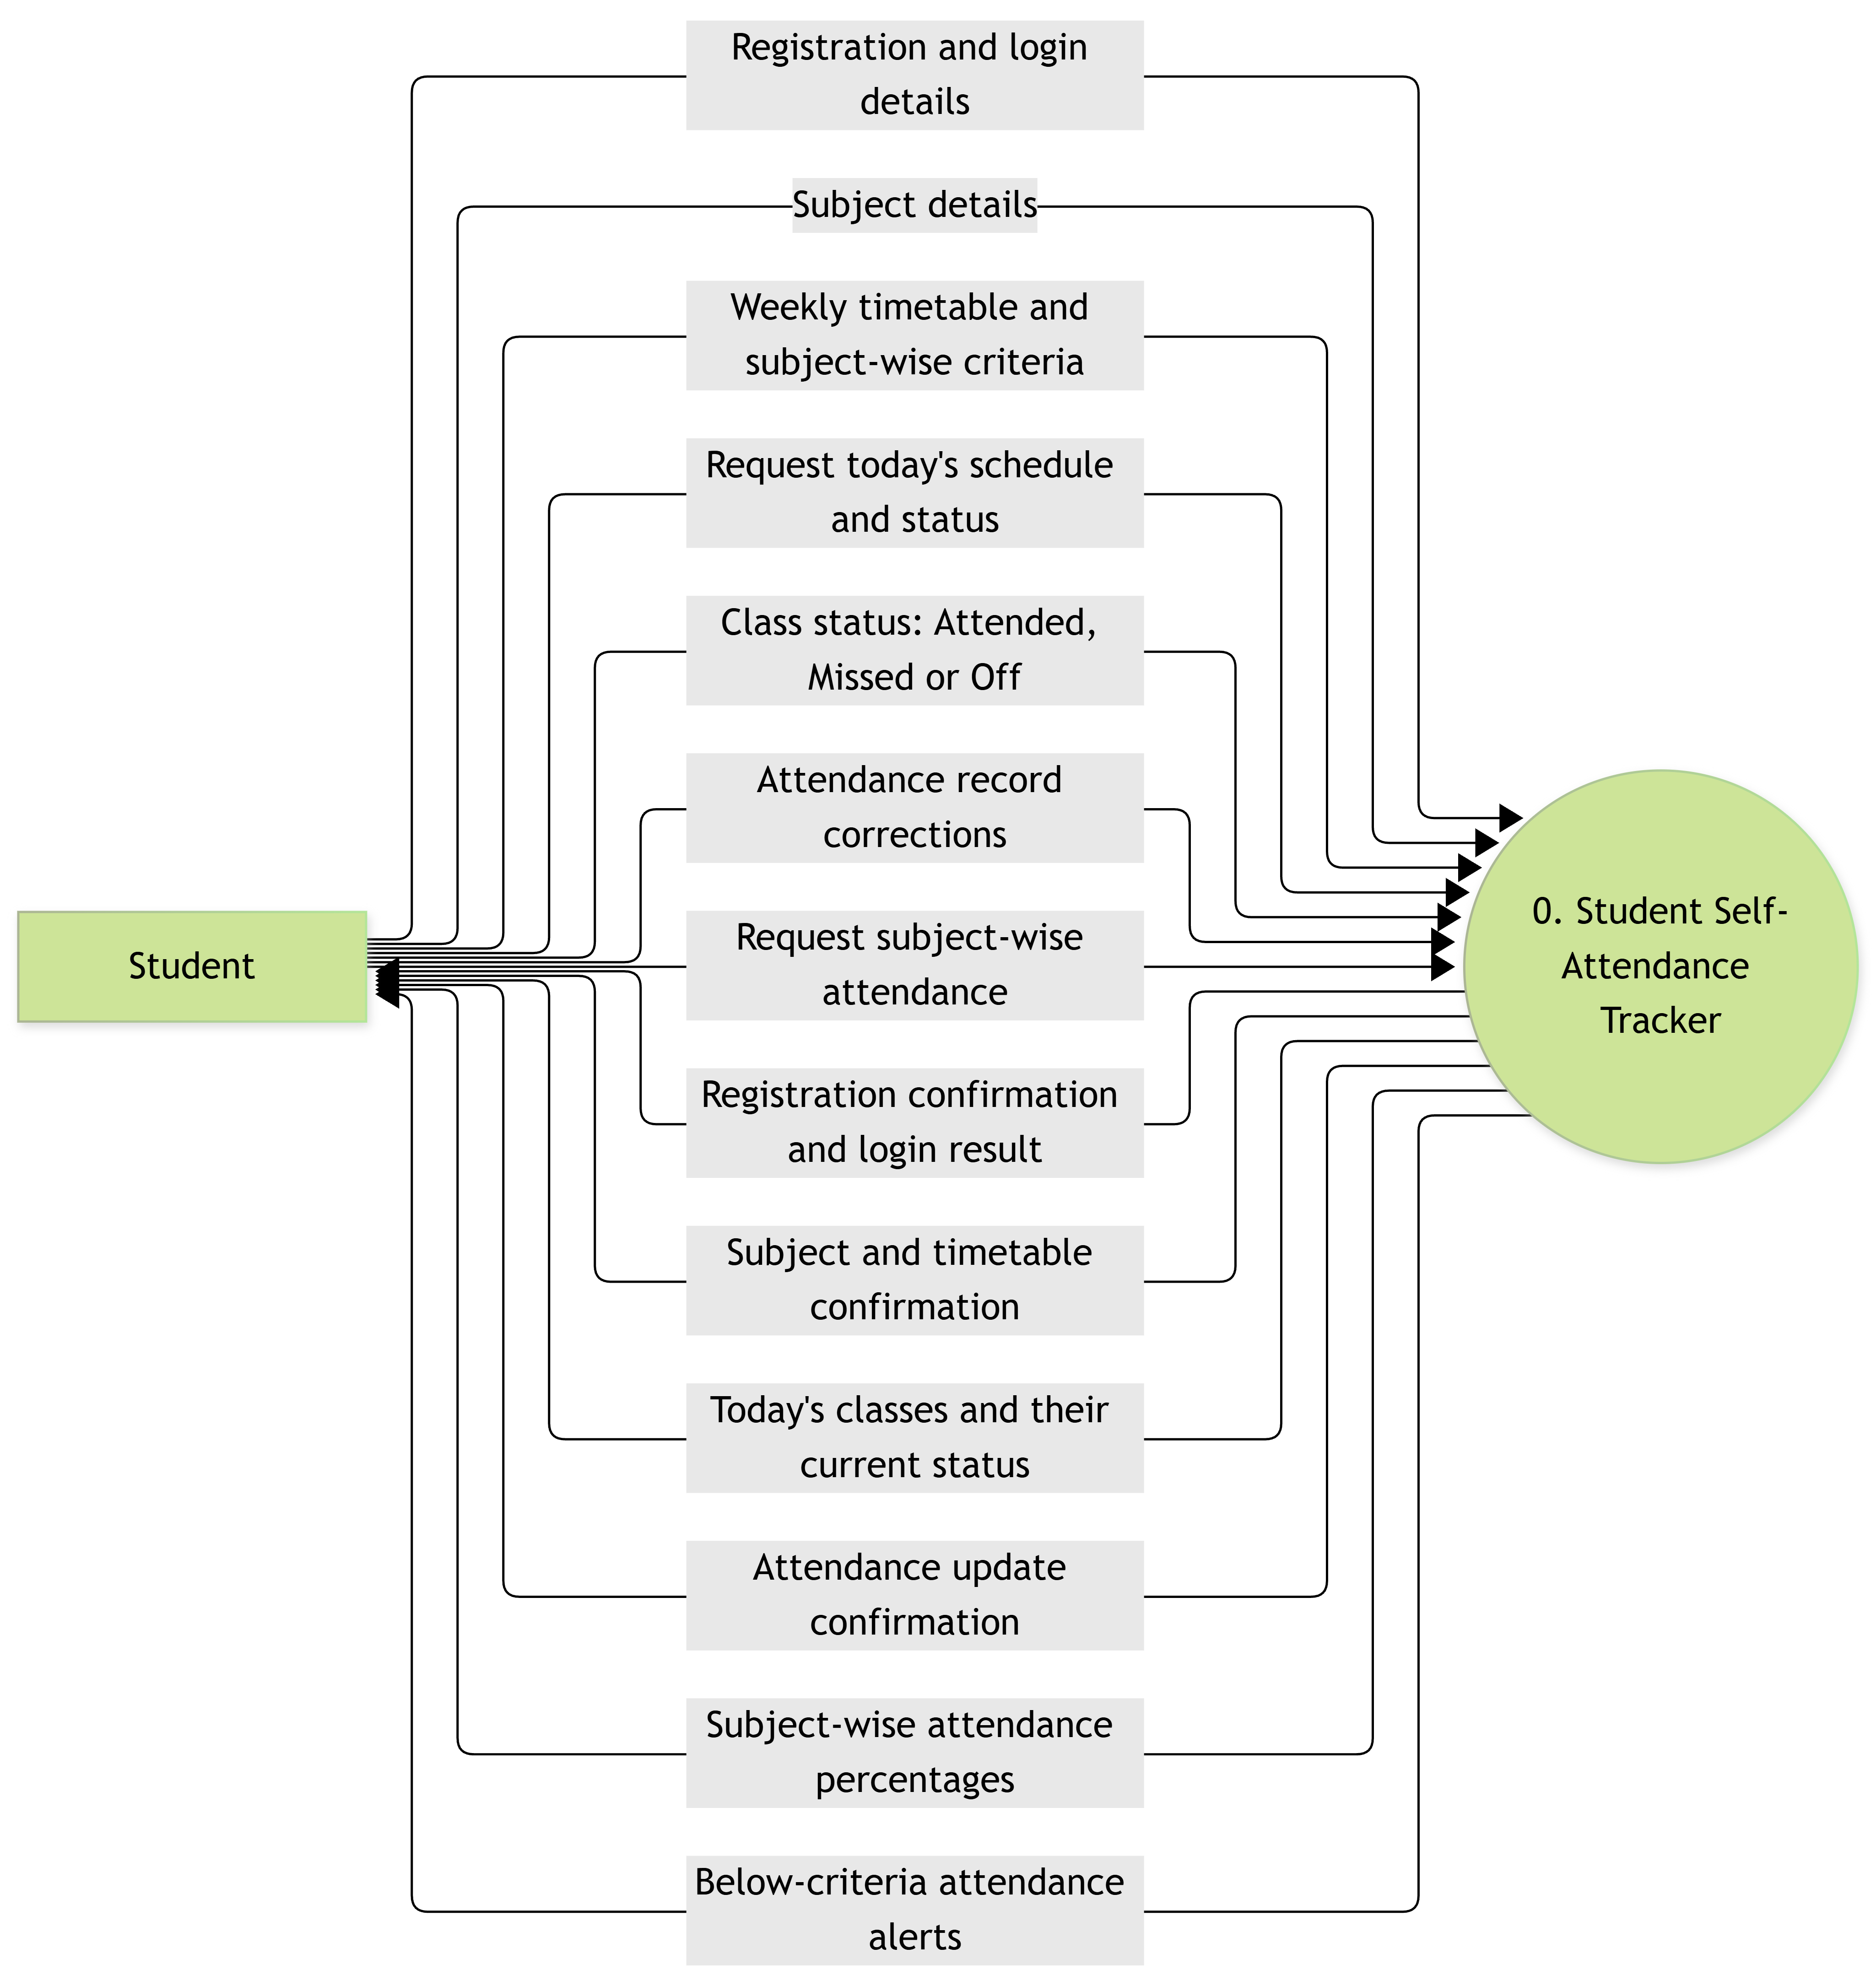 Registration and login
details
Subject details
Weekly timetable and
subject-wise criteria
Request today's schedule
and status
Class status: Attended,
Missed or Off
Attendance record
corrections
Student
Request subject-wise
attendance
0. Student Self-
Attendance
Tracker
Registration confirmation
and login result
Subject and timetable
confirmation
Today's classes and their
current status
Attendance update
confirmation
Subject-wise attendance
percentages
Below-criteria attendance
alerts